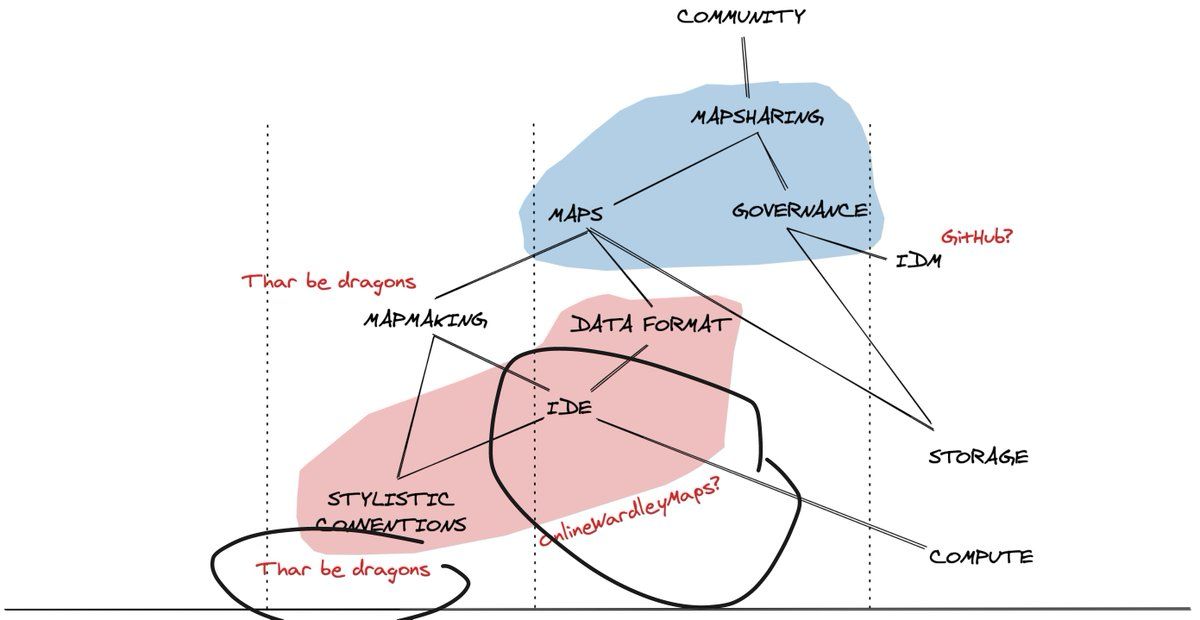 COMMUNITY
MAPSHARING
MAPS
GOVERNANCE
GitHub?
IDM
Thar be dragons
MAPMAKING
DATA FORMAT
IDE
STORAGE
STYLISTIC
CONVENTIONS
OnlineWardleyMaps?
COMPUTE
Thar be dragons